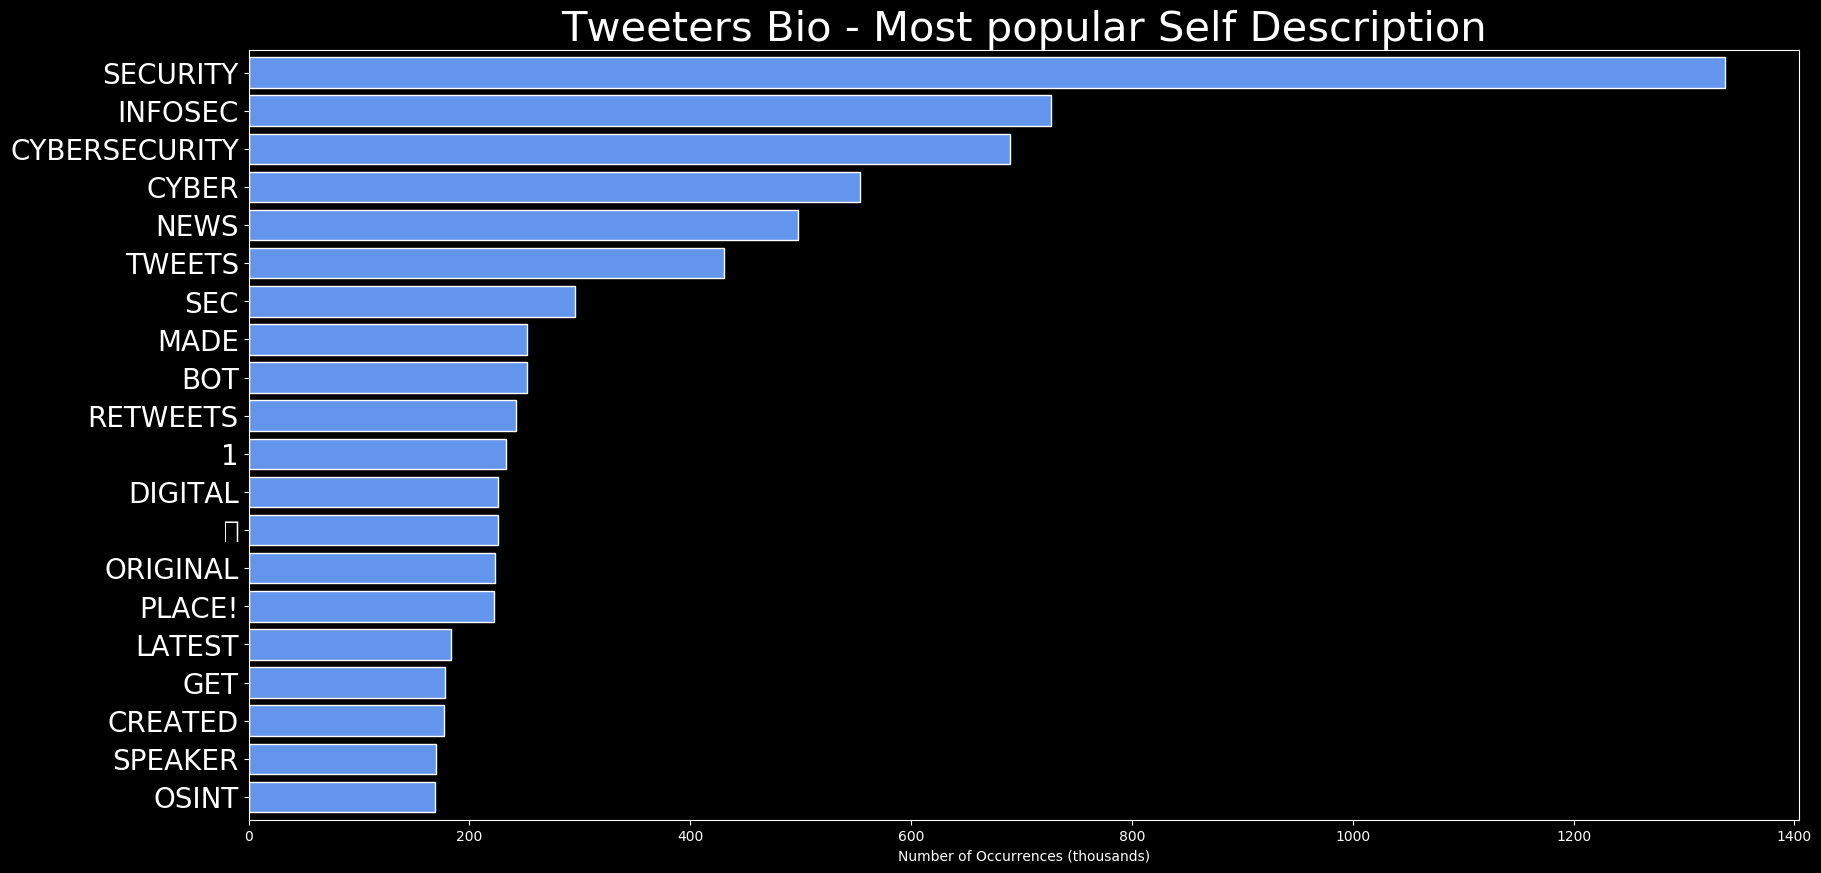 Tweeters Bio - Most popular Self Description
SECURITY
INFOSEC
CYBERSECURITY
CYBER
NEWS
TWEETS
SEC
MADE
BOT
RETWEETS
1
DIGITAL
ORIGINAL
PLACE!
LATEST
GET
CREATED
SPEAKER
OSINT
0 200 400 600 800 1000 1200 1400
Number of Occurrences (thousands)